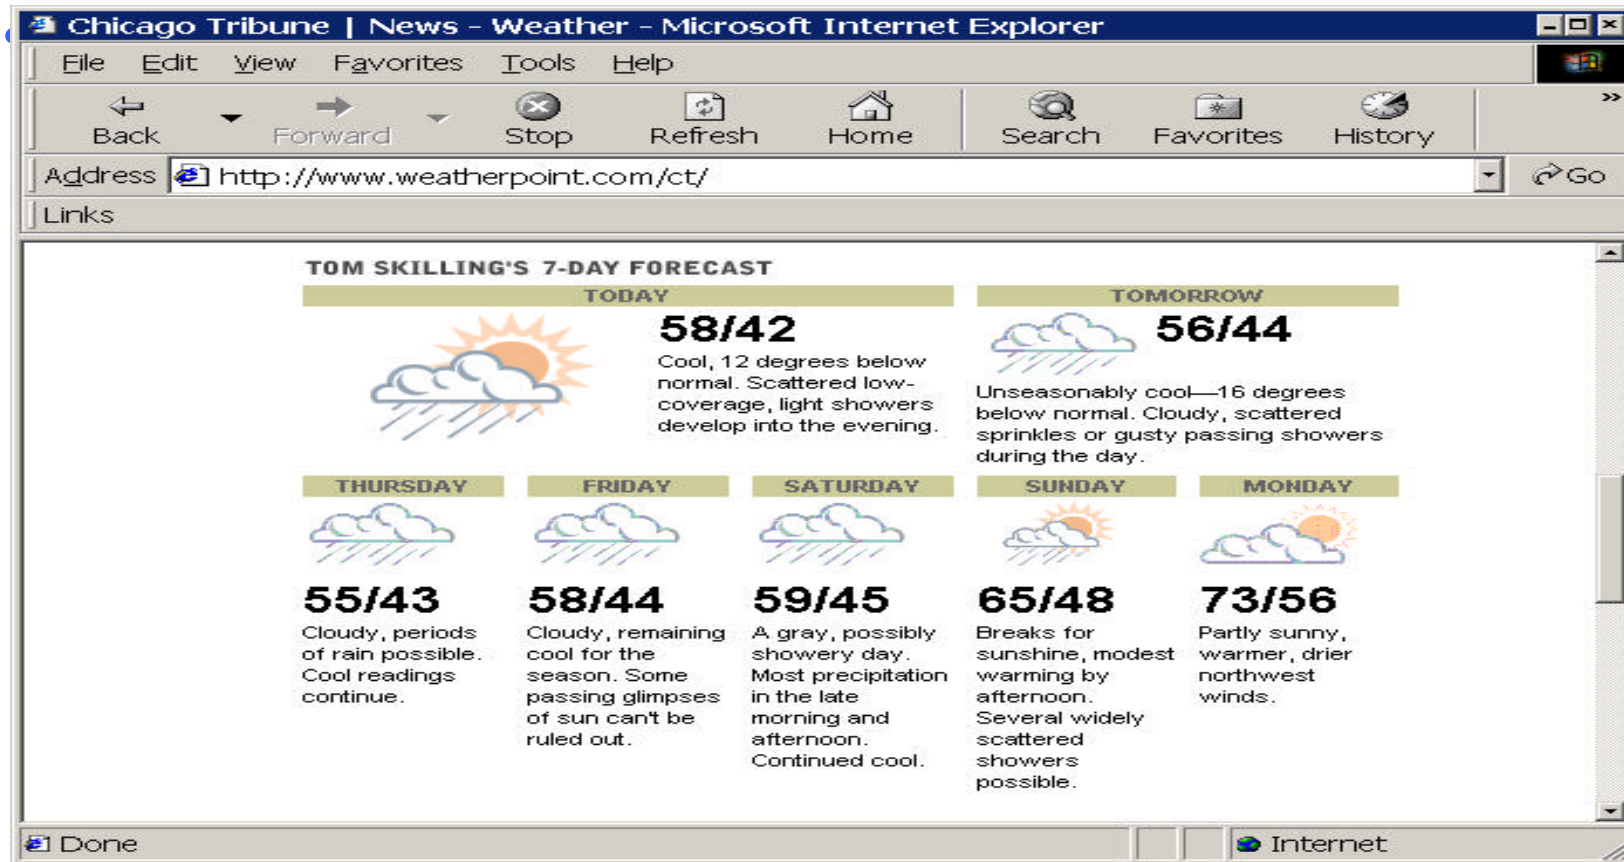 Chicago Tribune | News - Weather - Microsoft Internet Explorer
File Edit View Favorites Tools Help
Back Forward Stop Refresh Home Search Favorites History »
Address http://www.weatherpoint.com/ct/ Go
Links
TOM SKILLING'S 7-DAY FORECAST
TODAY
58/42
Cool, 12 degrees below
normal. Scattered low-
coverage, light showers
develop into the evening.
TOMORROW
56/44
Unseasonably cool—16 degrees
below normal. Cloudy, scattered
sprinkles or gusty passing showers
during the day.
THURSDAY
55/43
Cloudy, periods
of rain possible.
Cool readings
continue.
FRIDAY
58/44
Cloudy, remaining
cool for the
season. Some
passing glimpses
of sun can't be
ruled out.
SATURDAY
59/45
A gray, possibly
showery day.
Most precipitation
in the late
morning and
afternoon.
Continued cool.
SUNDAY
65/48
Breaks for
sunshine, modest
warming by
afternoon.
Several widely
scattered
showers
possible.
MONDAY
73/56
Partly sunny,
warmer, drier
northwest
winds.
Done Internet